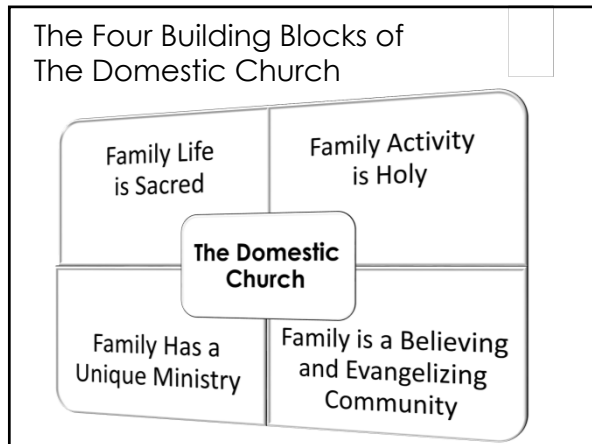 The Four Building Blocks of
The Domestic Church
Family Life
is Sacred
Family Activity
is Holy
The Domestic
Church
Family Has a
Unique Ministry
Family is a Believing
and Evangelizing
Community